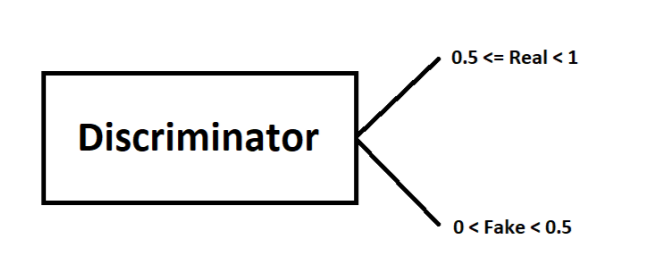 0.5 <= Real < 1
Discriminator
0 < Fake < 0.5